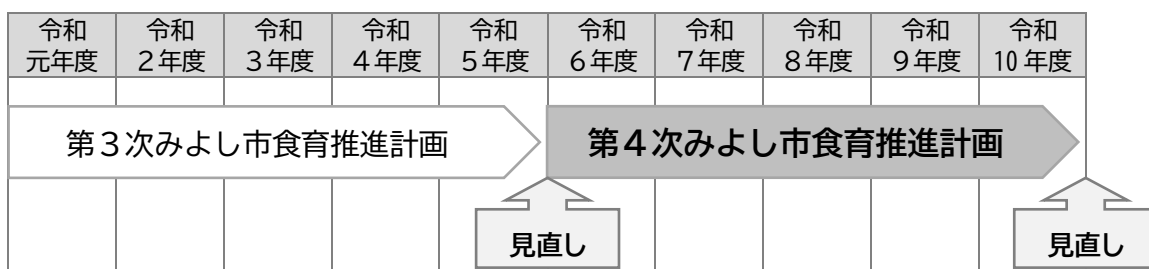 令和 令和 令和 令和 令和 令和 令和 令和 令和 令和
元年度 2年度 3年度 4年度 5年度 6年度 7年度 8年度 9年度 10年度
第3次みよし市食育推進計画 第4次みよし市食育推進計画
見直し 見直し